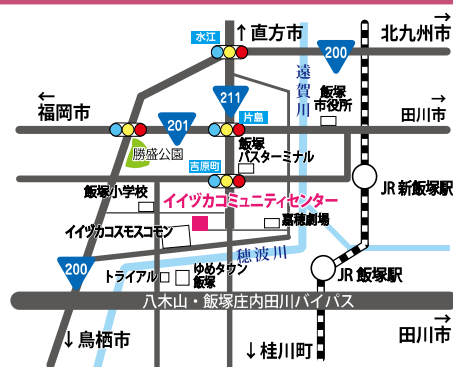 水江
↑直方市
→
北九州市
200
遠賀川
飯塚
市役所
←
福岡市
211
→
田川市
201
片島
勝盛公園
飯塚
バスターミナル
吉原町
JR 新飯塚駅
飯塚小学校
イイヅカコミュニティセンター
嘉穂劇場
イイヅカコスモスコモン
穂波川
200
トライアル
ゆめタウン
飯塚
JR 飯塚駅
八木山・飯塚庄内田川バイパス
↓鳥栖市
↓桂川町
→
田川市